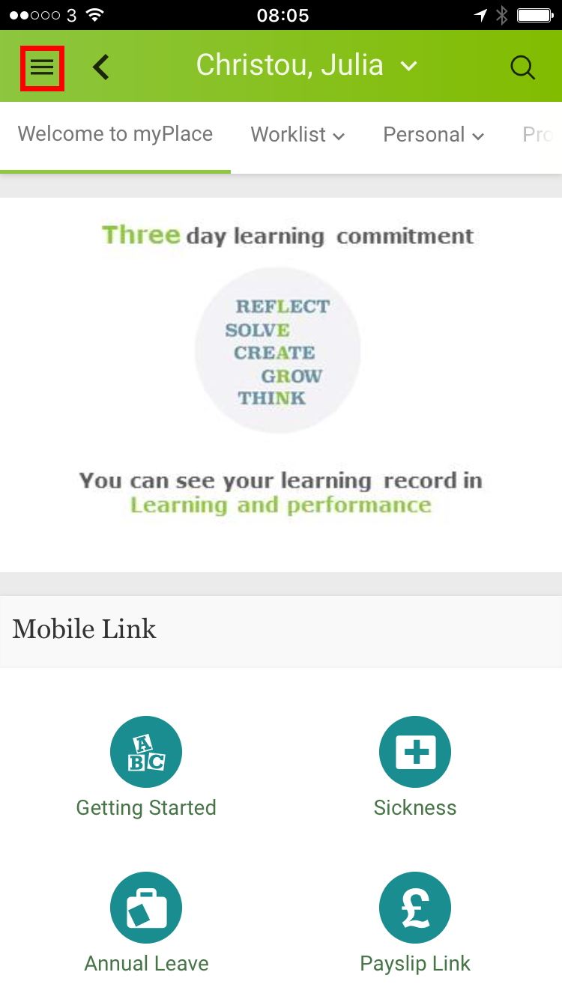 3 08:05
Christou, Julia
Welcome to myPlace Worklist Personal Pro
Three day learning commitment
REFLECT
SOLVE
CREATE
GROW
THINK
You can see your learning record in
Learning and performance
Mobile Link
A
B C
Getting Started Sickness
£
Annual Leave Payslip Link